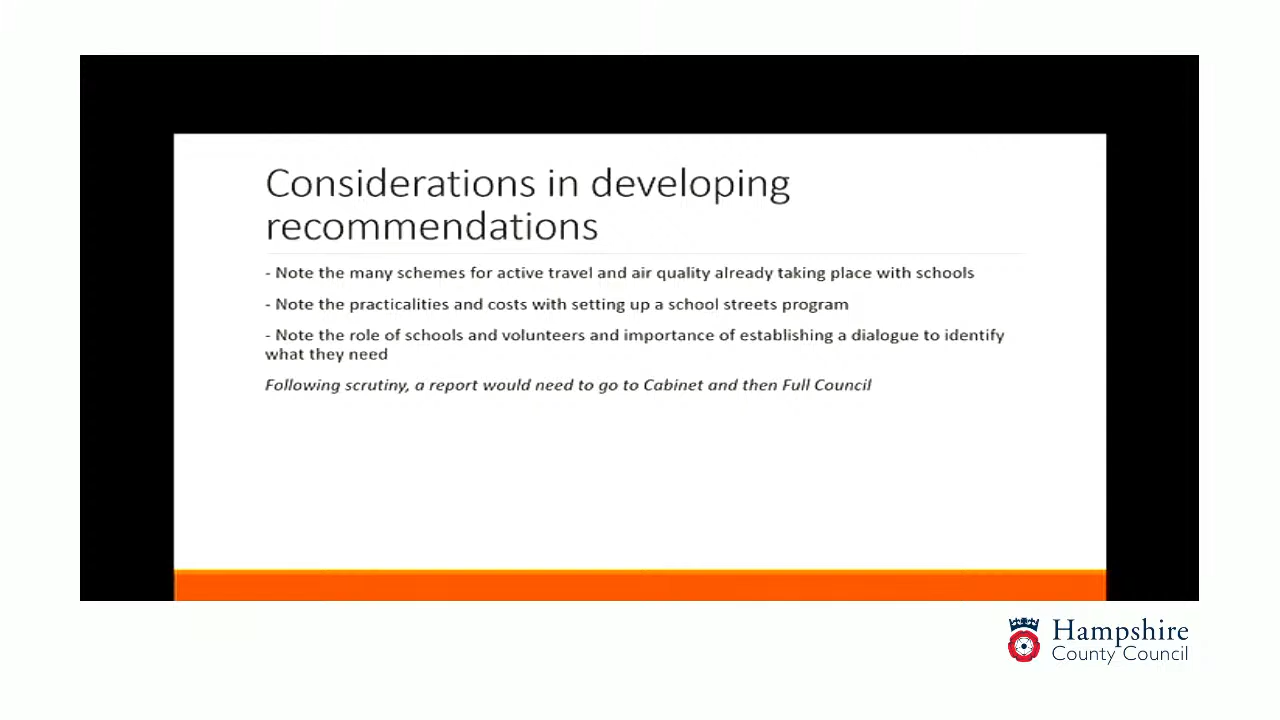 Considerations in developing
recommendations
- Note the many schemes for active travel and air quality already taking place with schools
- Note the practicalities and costs with setting up a school streets program
- Note the role of schools and volunteers and importance of establishing a dialogue to identify
what they need
Following scrutiny, a report would need to go to Cabinet and then Full Council
Hampshire
County Council